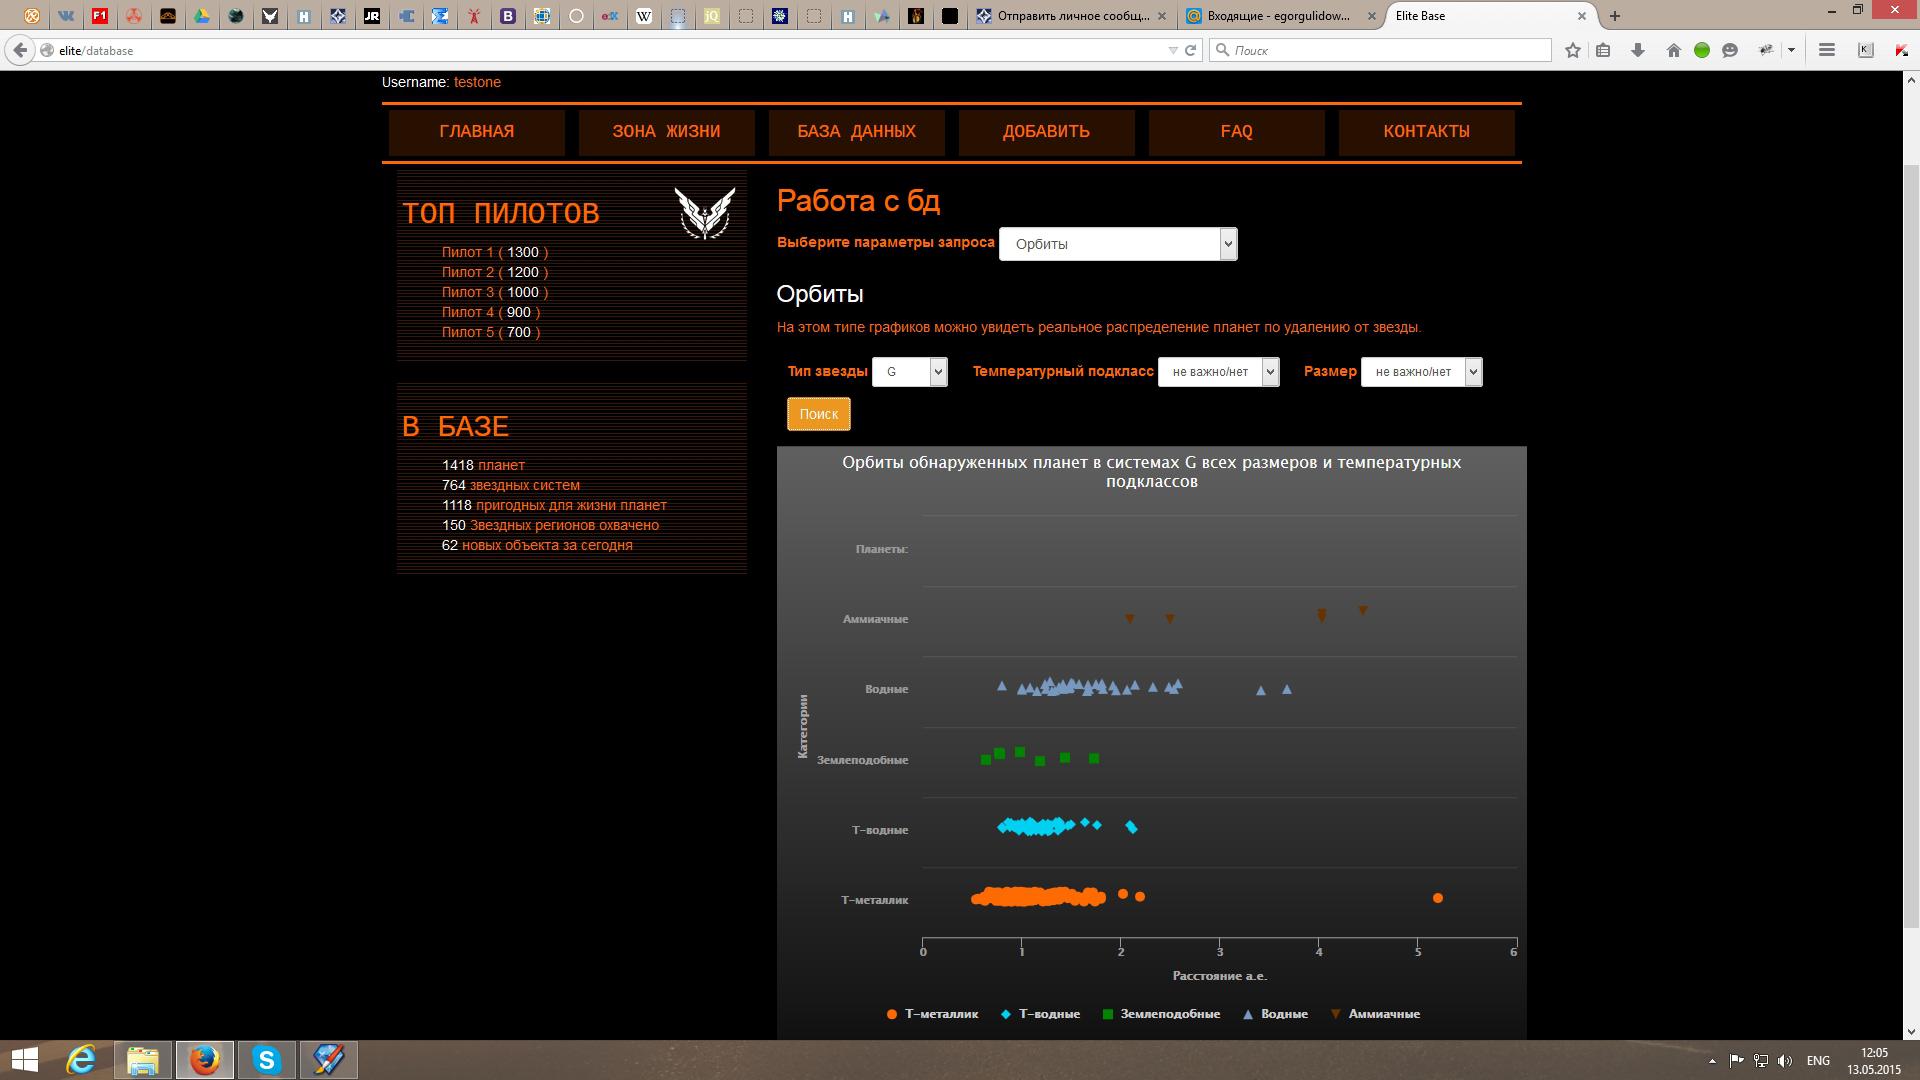 Отправить личное сообщ...
Входящие - egorgulidow...
Elite Base
elite/database
Поиск
Username: testone
ГЛАВНАЯ
ЗОНА ЖИЗНИ
БАЗА ДАННЫХ
ДОБАВИТЬ
FAQ
КОНТАКТЫ
ТОП ПИЛОТОВ
Пилот 1 ( 1300 )
Пилот 2 ( 1200 )
Пилот 3 ( 1000 )
Пилот 4 ( 900 )
Пилот 5 ( 700 )
В БАЗЕ
1418 планет
764 звездных систем
1118 пригодных для жизни планет
150 Звездных регионов охвачено
62 новых объекта за сегодня
Работа с бд
Выберите параметры запроса Орбиты
Орбиты
На этом типе графиков можно увидеть реальное распределение планет по удалению от звезды.
Тип звезды G Температурный подкласс не важно/нет Размер не важно/нет
Поиск
Орбиты обнаруженных планет в системах G всех размеров и температурных
подклассов
Категории
Планеты:
Аммиачные
Водные
Землеподобные
Т-водные
Т-металлик
0 1 2 3 4 5 6
Расстояние а.е.
Т-металлик Т-водные Землеподобные Водные Аммиачные
ENG
12:05
13.05.2015